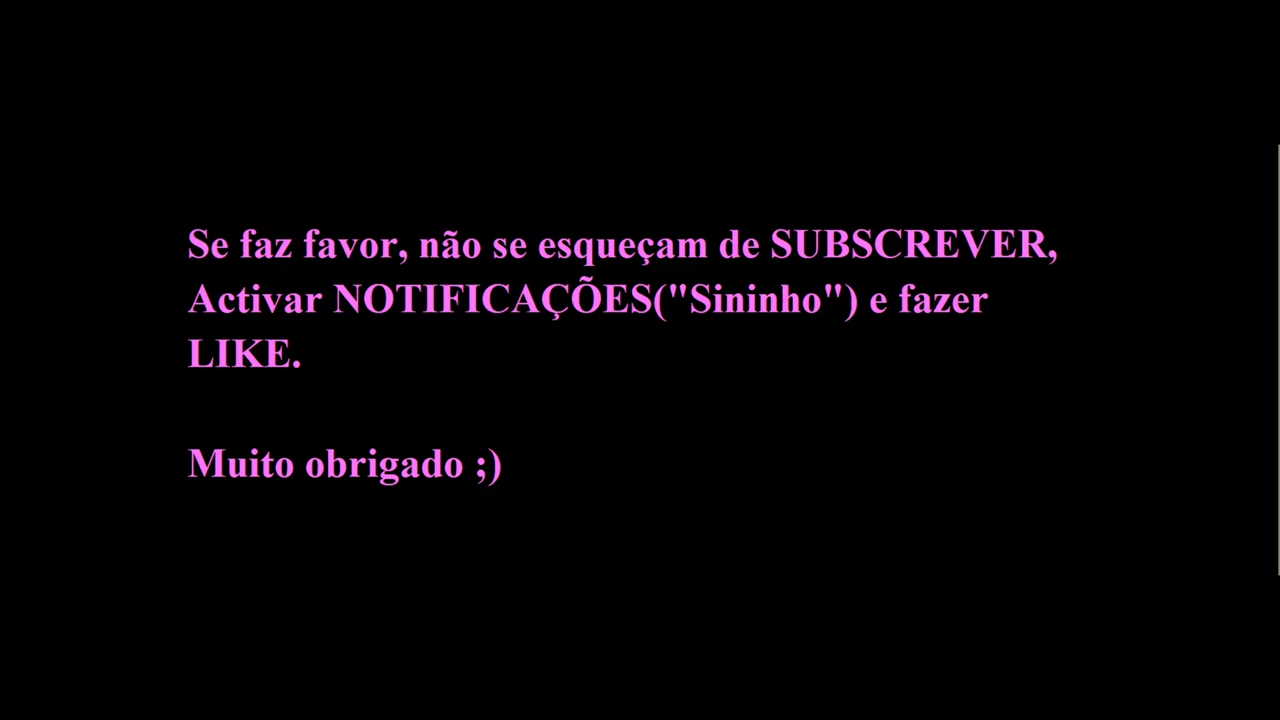 Se faz favor, não se esqueçam de SUBSCREVER,
Activar NOTIFICAÇÕES("Sininho") e fazer
LIKE.
Muito obrigado ;)